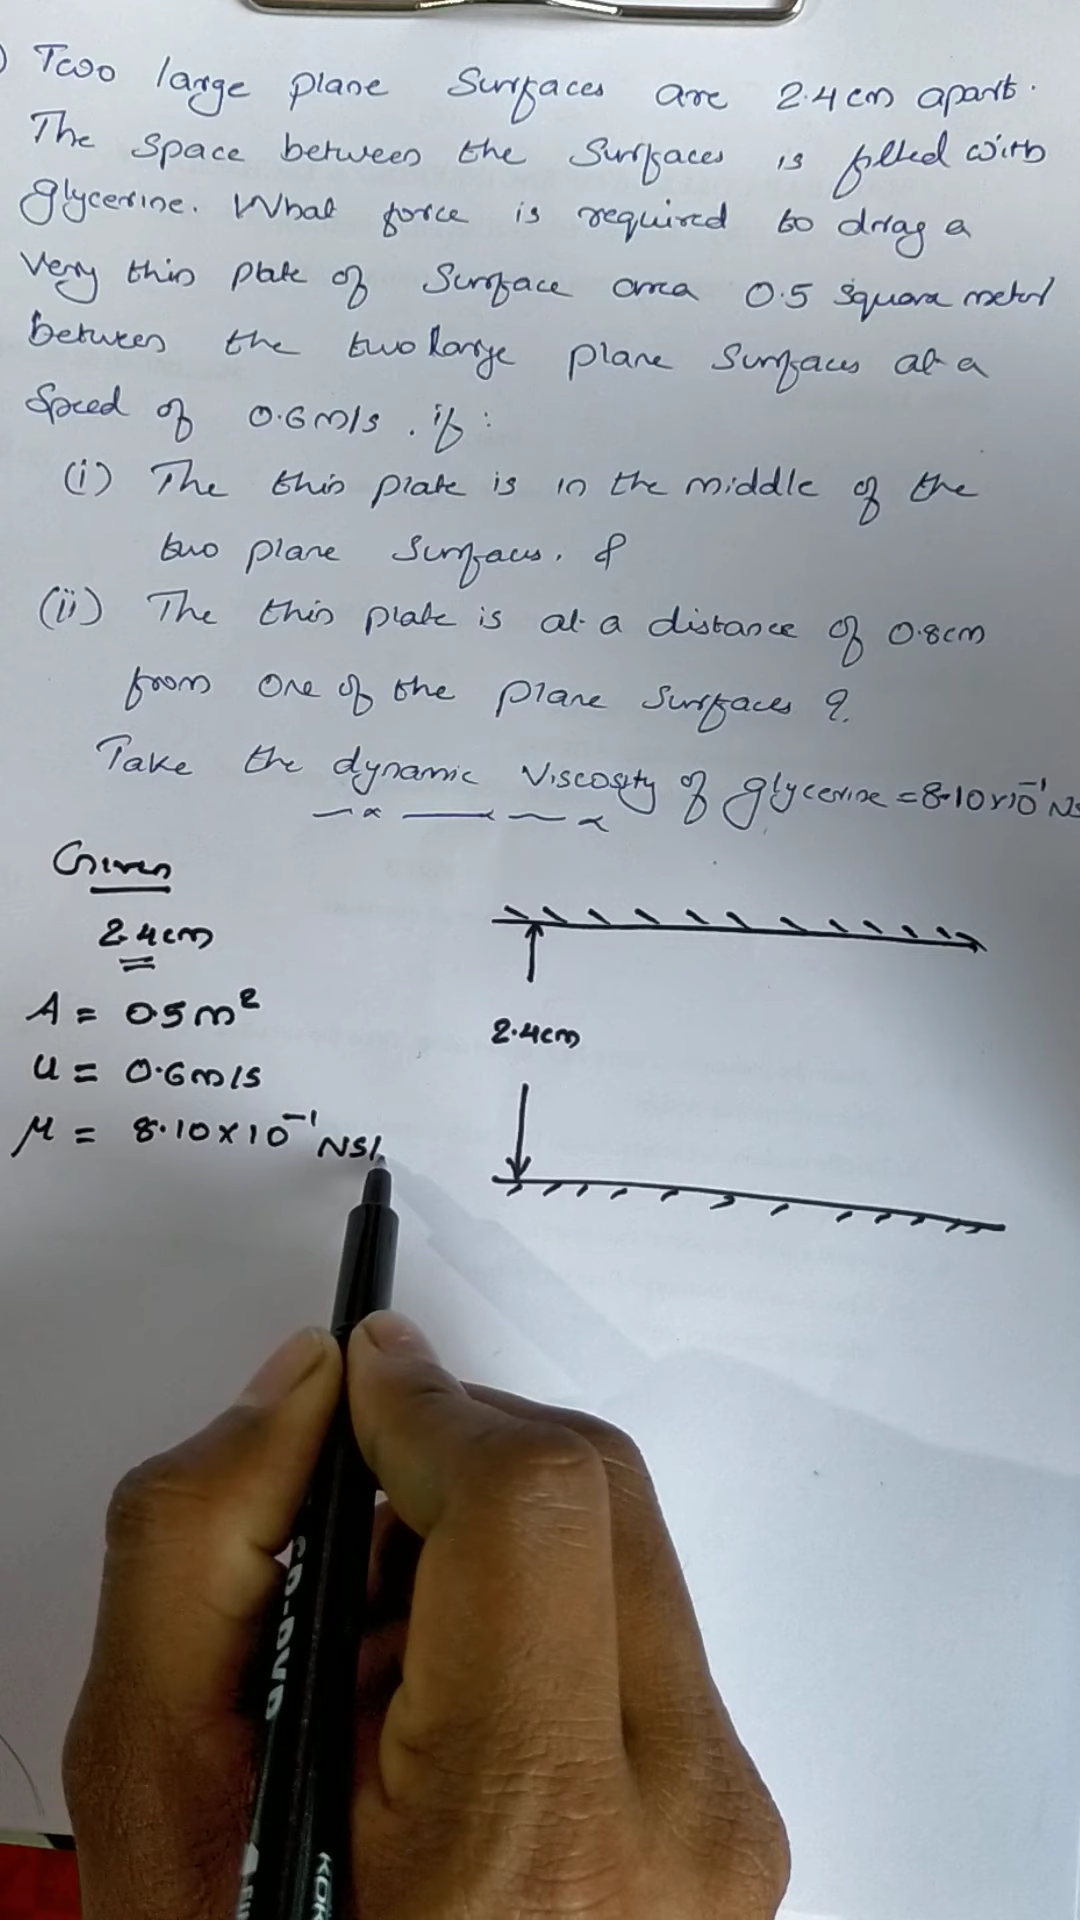 Two large plane Surfaces are 2.4cm apart.
The space between the Surfaces is filled with
glycerine. What force is required to drag a
very thin plate of Surface area 0.5 Square meter
between the two large plane Surfaces at a
Speed of 0.6m/s. if:
(i) The thin plate is in the middle of the
two plane Surfaces. &
(ii) The thin plate is at a distance of 0.8cm
from one of the plane Surfaces ?
Take the dynamic Viscosity of glycerine = 8.10x10⁻¹ NS
Given
2.4cm
A = 0.5m²
U = 0.6m/s
μ = 8.10x10⁻¹ NS/
2.4cm